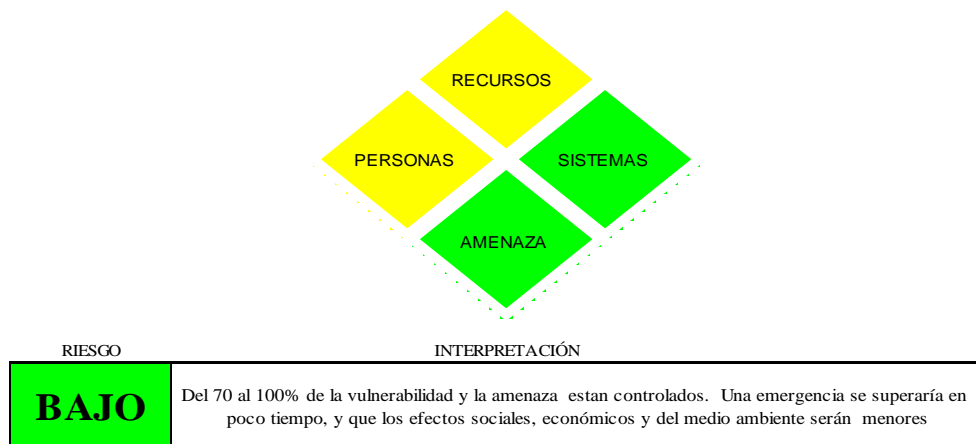 RECURSOS
PERSONAS
SISTEMAS
AMENAZA
RIESGO
INTERPRETACIÓN
BAJO
Del 70 al 100% de la vulnerabilidad y la amenaza estan controlados. Una emergencia se superaría en
poco tiempo, y que los efectos sociales, económicos y del medio ambiente serán menores